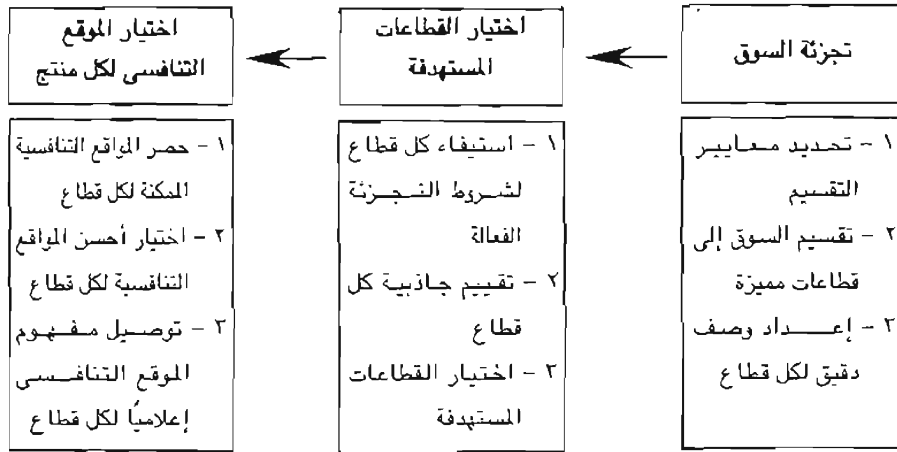 تجزئة السوق
١ - تحديد معايير
التقسيم
٢ - تقسيم السوق إلى
قطاعات مميزة
٣ - إعداد وصف
دقيق لكل قطاع
اختيار القطاعات
المستهدفة
١ - استيفاء كل قطاع
لشروط التجزئة
الفعالة
٢ - تقييم جاذبية كل
قطاع
٣ - اختيار القطاعات
المستهدفة
اختيار الموقع
التنافسى لكل منتج
١ - حصر المواقع التنافسية
الممكنة لكل قطاع
٢ - اختيار أحسن المواقع
التنافسية لكل قطاع
٣ - توصيل مفهوم
الموقع التنافسى
إعلاميًا لكل قطاع